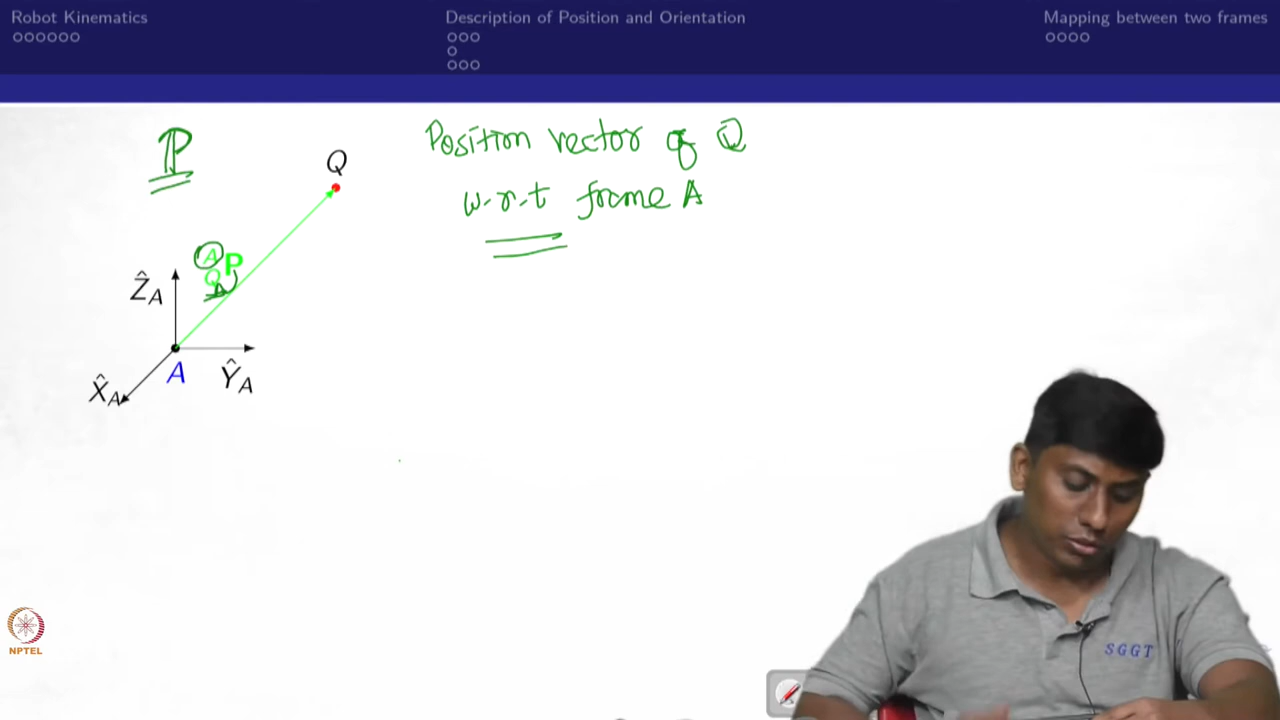 Robot Kinematics
Description of Position and Orientation
Mapping between two frames
ℙ
Position vector of Q
w.r.t frame A
Q
A
P
Q
Ẑ_A
A
Ŷ_A
X̂_A
NPTEL
SGGT